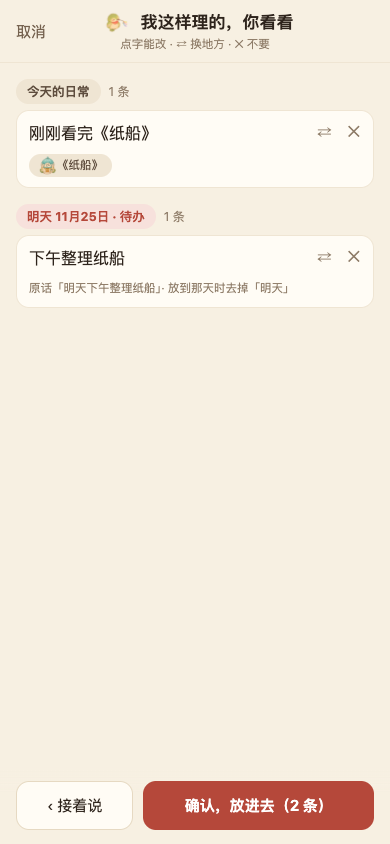 取消
我这样理的，你看看
点字能改 · ⇄ 换地方 · ✕ 不要
今天的日常 1 条
刚刚看完《纸船》 ⇄ ✕
《纸船》
明天 11月25日 · 待办 1 条
下午整理纸船 ⇄ ✕
原话「明天下午整理纸船」· 放到那天时去掉「明天」
‹ 接着说
确认，放进去（2 条）